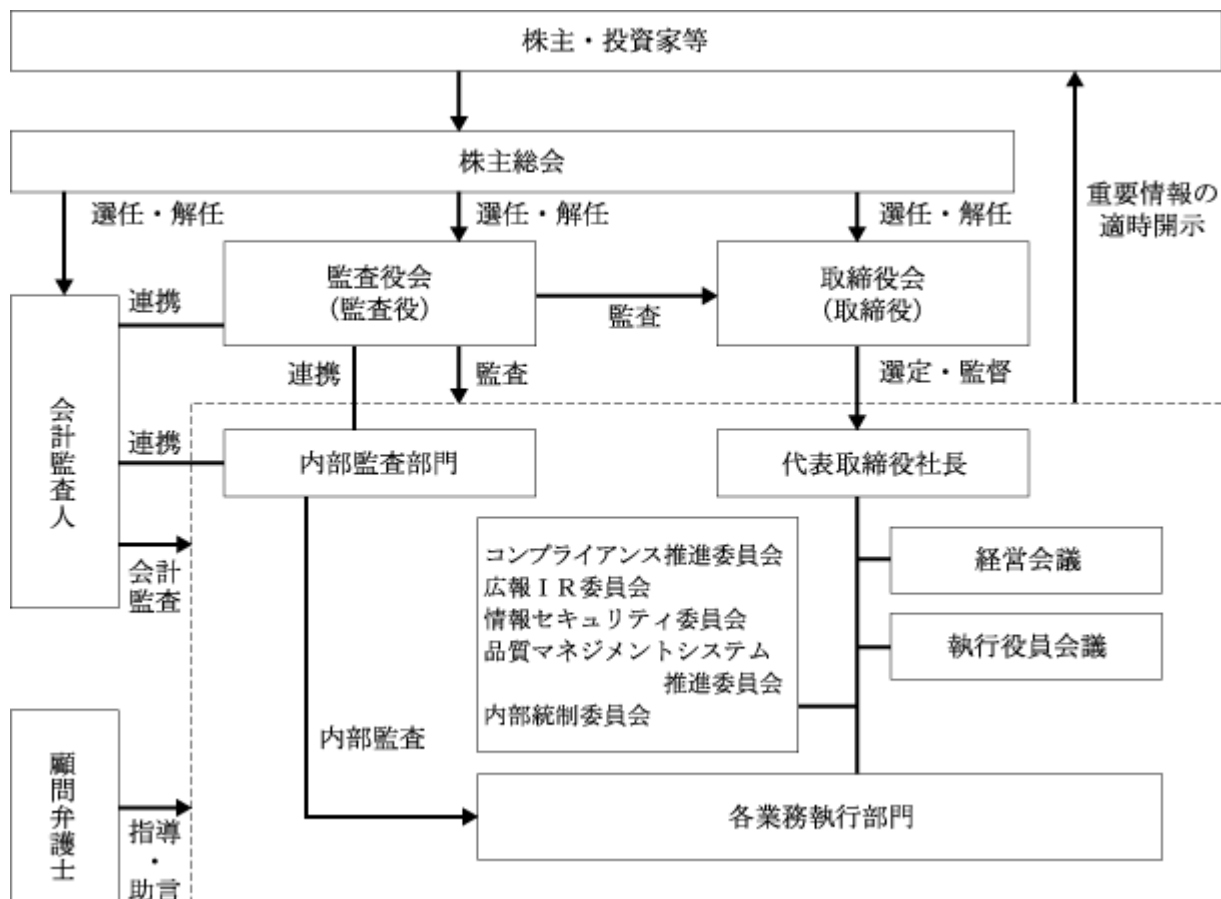 株主・投資家等
株主総会
選任・解任
選任・解任
選任・解任
重要情報の
適時開示
監査役会
(監査役)
取締役会
(取締役)
連携
監査
連携
監査
選定・監督
会計監査人
連携
内部監査部門
代表取締役社長
会計
監査
コンプライアンス推進委員会
広報ＩＲ委員会
情報セキュリティ委員会
品質マネジメントシステム
推進委員会
内部統制委員会
経営会議
執行役員会議
内部監査
顧問弁護士
指導
・
助言
各業務執行部門